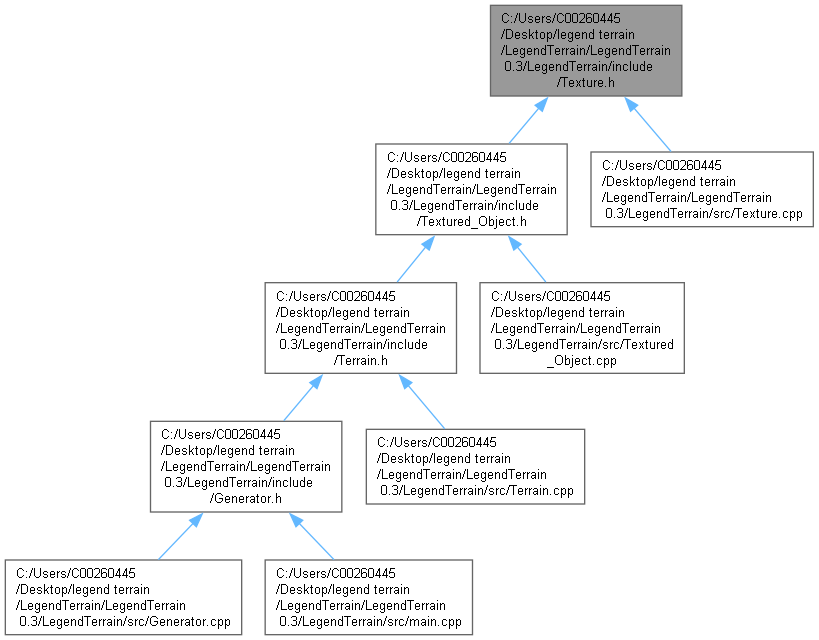 C:/Users/C00260445
/Desktop/legend terrain
/LegendTerrain/LegendTerrain
0.3/LegendTerrain/include
/Texture.h
C:/Users/C00260445
/Desktop/legend terrain
/LegendTerrain/LegendTerrain
0.3/LegendTerrain/include
/Textured_Object.h
C:/Users/C00260445
/Desktop/legend terrain
/LegendTerrain/LegendTerrain
0.3/LegendTerrain/src/Texture.cpp
C:/Users/C00260445
/Desktop/legend terrain
/LegendTerrain/LegendTerrain
0.3/LegendTerrain/include
/Terrain.h
C:/Users/C00260445
/Desktop/legend terrain
/LegendTerrain/LegendTerrain
0.3/LegendTerrain/src/Textured
_Object.cpp
C:/Users/C00260445
/Desktop/legend terrain
/LegendTerrain/LegendTerrain
0.3/LegendTerrain/include
/Generator.h
C:/Users/C00260445
/Desktop/legend terrain
/LegendTerrain/LegendTerrain
0.3/LegendTerrain/src/Terrain.cpp
C:/Users/C00260445
/Desktop/legend terrain
/LegendTerrain/LegendTerrain
0.3/LegendTerrain/src/Generator.cpp
C:/Users/C00260445
/Desktop/legend terrain
/LegendTerrain/LegendTerrain
0.3/LegendTerrain/src/main.cpp